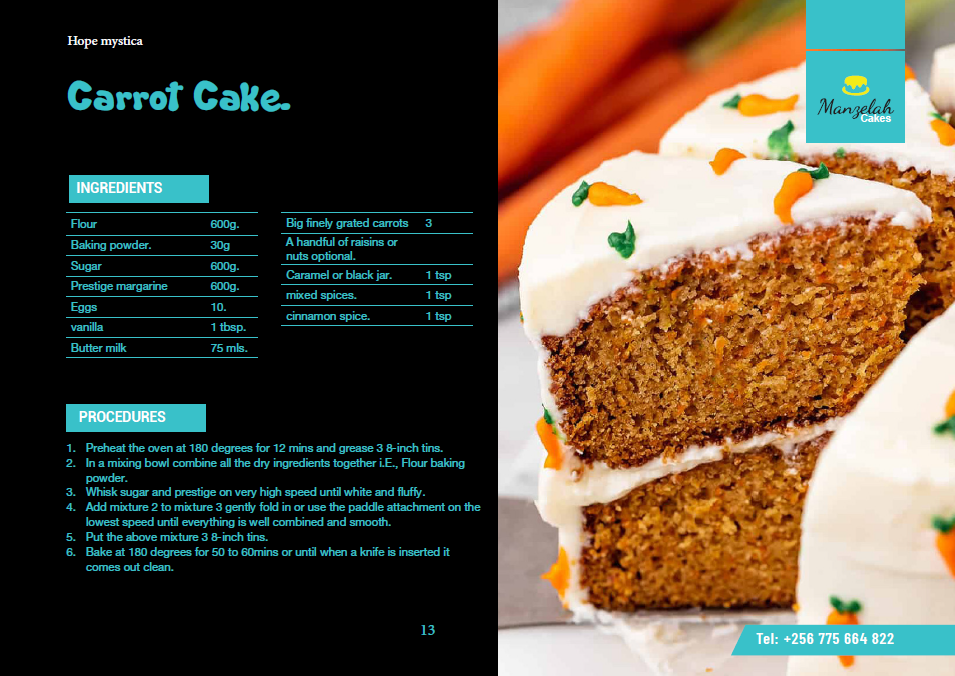 Hope mystica
Carrot Cake.
INGREDIENTS
Flour 600g.
Baking powder. 30g
Sugar 600g.
Prestige margarine 600g.
Eggs 10.
vanilla 1 tbsp.
Butter milk 75 mls.
Big finely grated carrots 3
A handful of raisins or
nuts optional.
Caramel or black jar. 1 tsp
mixed spices. 1 tsp
cinnamon spice. 1 tsp
PROCEDURES
1. Preheat the oven at 180 degrees for 12 mins and grease 3 8-inch tins.
2. In a mixing bowl combine all the dry ingredients together i.E., Flour baking
powder.
3. Whisk sugar and prestige on very high speed until white and fluffy.
4. Add mixture 2 to mixture 3 gently fold in or use the paddle attachment on the
lowest speed until everything is well combined and smooth.
5. Put the above mixture 3 8-inch tins.
6. Bake at 180 degrees for 50 to 60mins or until when a knife is inserted it
comes out clean.
13
Manzelah
Cakes
Tel: +256 775 664 822